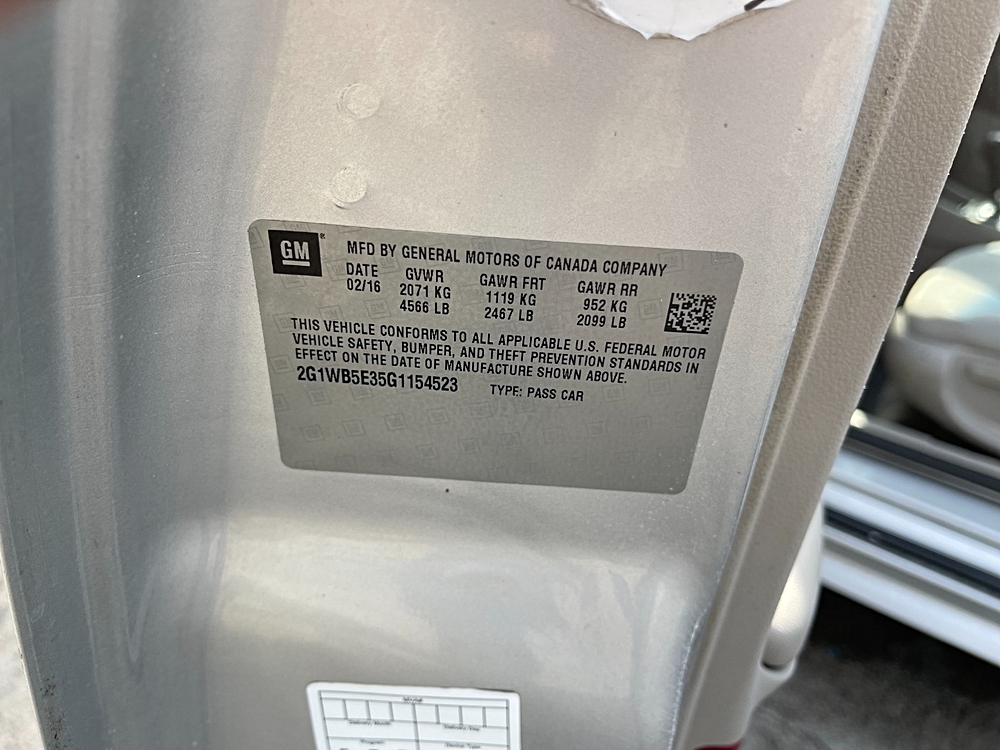 GM ®
MFD BY GENERAL MOTORS OF CANADA COMPANY
DATE GVWR GAWR FRT GAWR RR
02/16 2071 KG 1119 KG 952 KG
4566 LB 2467 LB 2099 LB
THIS VEHICLE CONFORMS TO ALL APPLICABLE U.S. FEDERAL MOTOR
VEHICLE SAFETY, BUMPER, AND THEFT PREVENTION STANDARDS IN
EFFECT ON THE DATE OF MANUFACTURE SHOWN ABOVE.
2G1WB5E35G1154523 TYPE: PASS CAR
Model